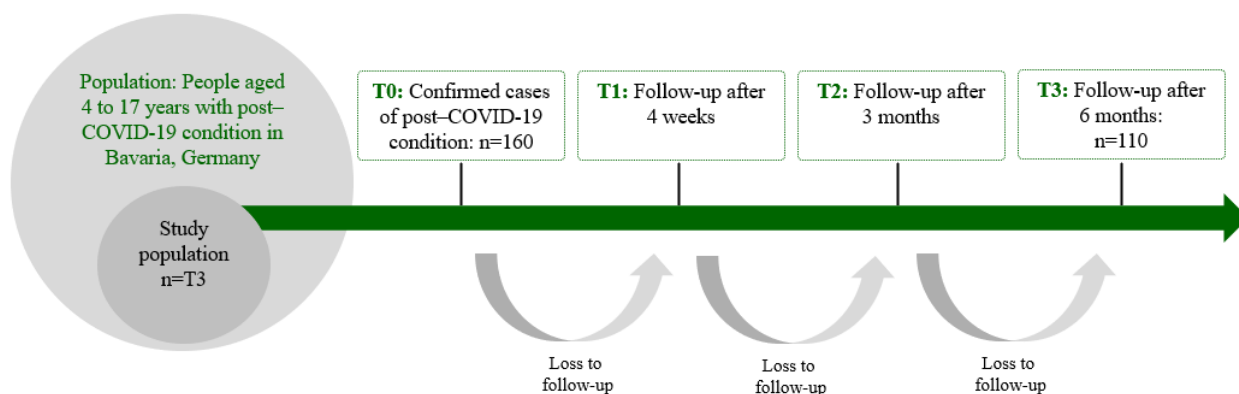 Population: People aged
4 to 17 years with post–
COVID-19 condition in
Bavaria, Germany
Study
population
n=T3
T0: Confirmed cases
of post–COVID-19
condition: n=160
T1: Follow-up after
4 weeks
T2: Follow-up after
3 months
T3: Follow-up after
6 months:
n=110
Loss to
follow-up
Loss to
follow-up
Loss to
follow-up